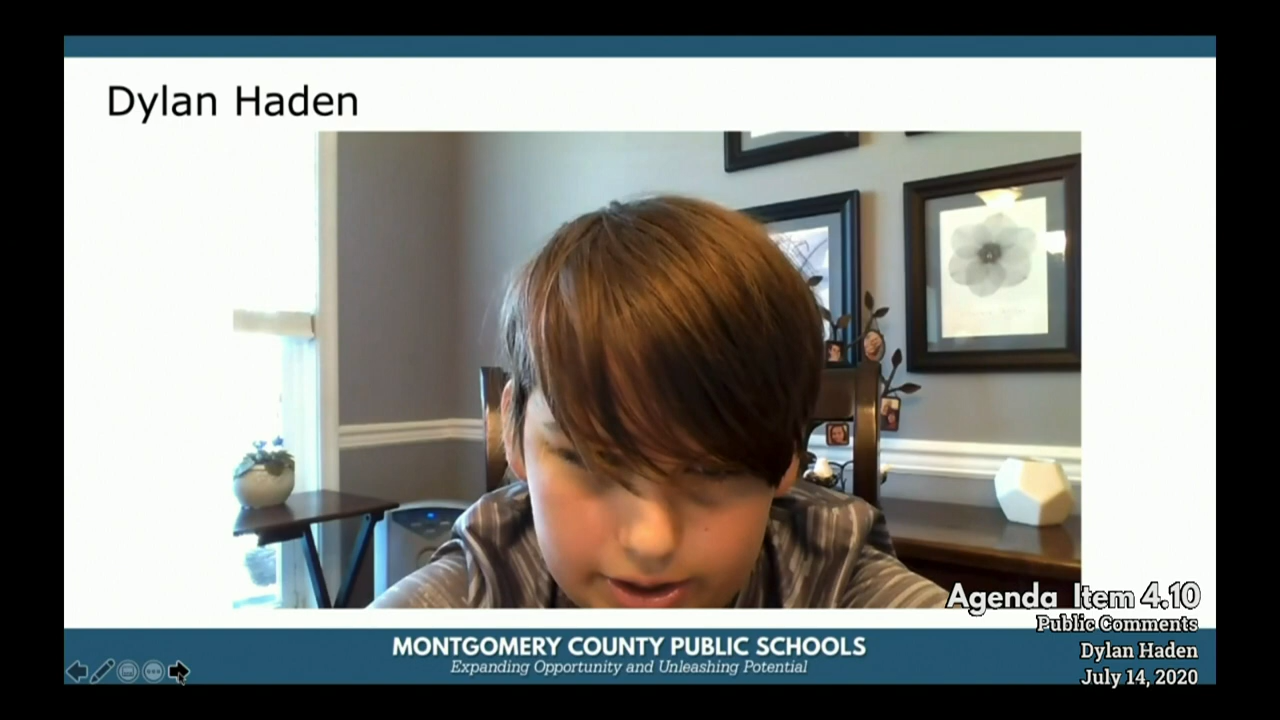 Dylan Haden
MONTGOMERY COUNTY PUBLIC SCHOOLS
Expanding Opportunity and Unleashing Potential
Agenda Item 4.10
Public Comments
Dylan Haden
July 14, 2020